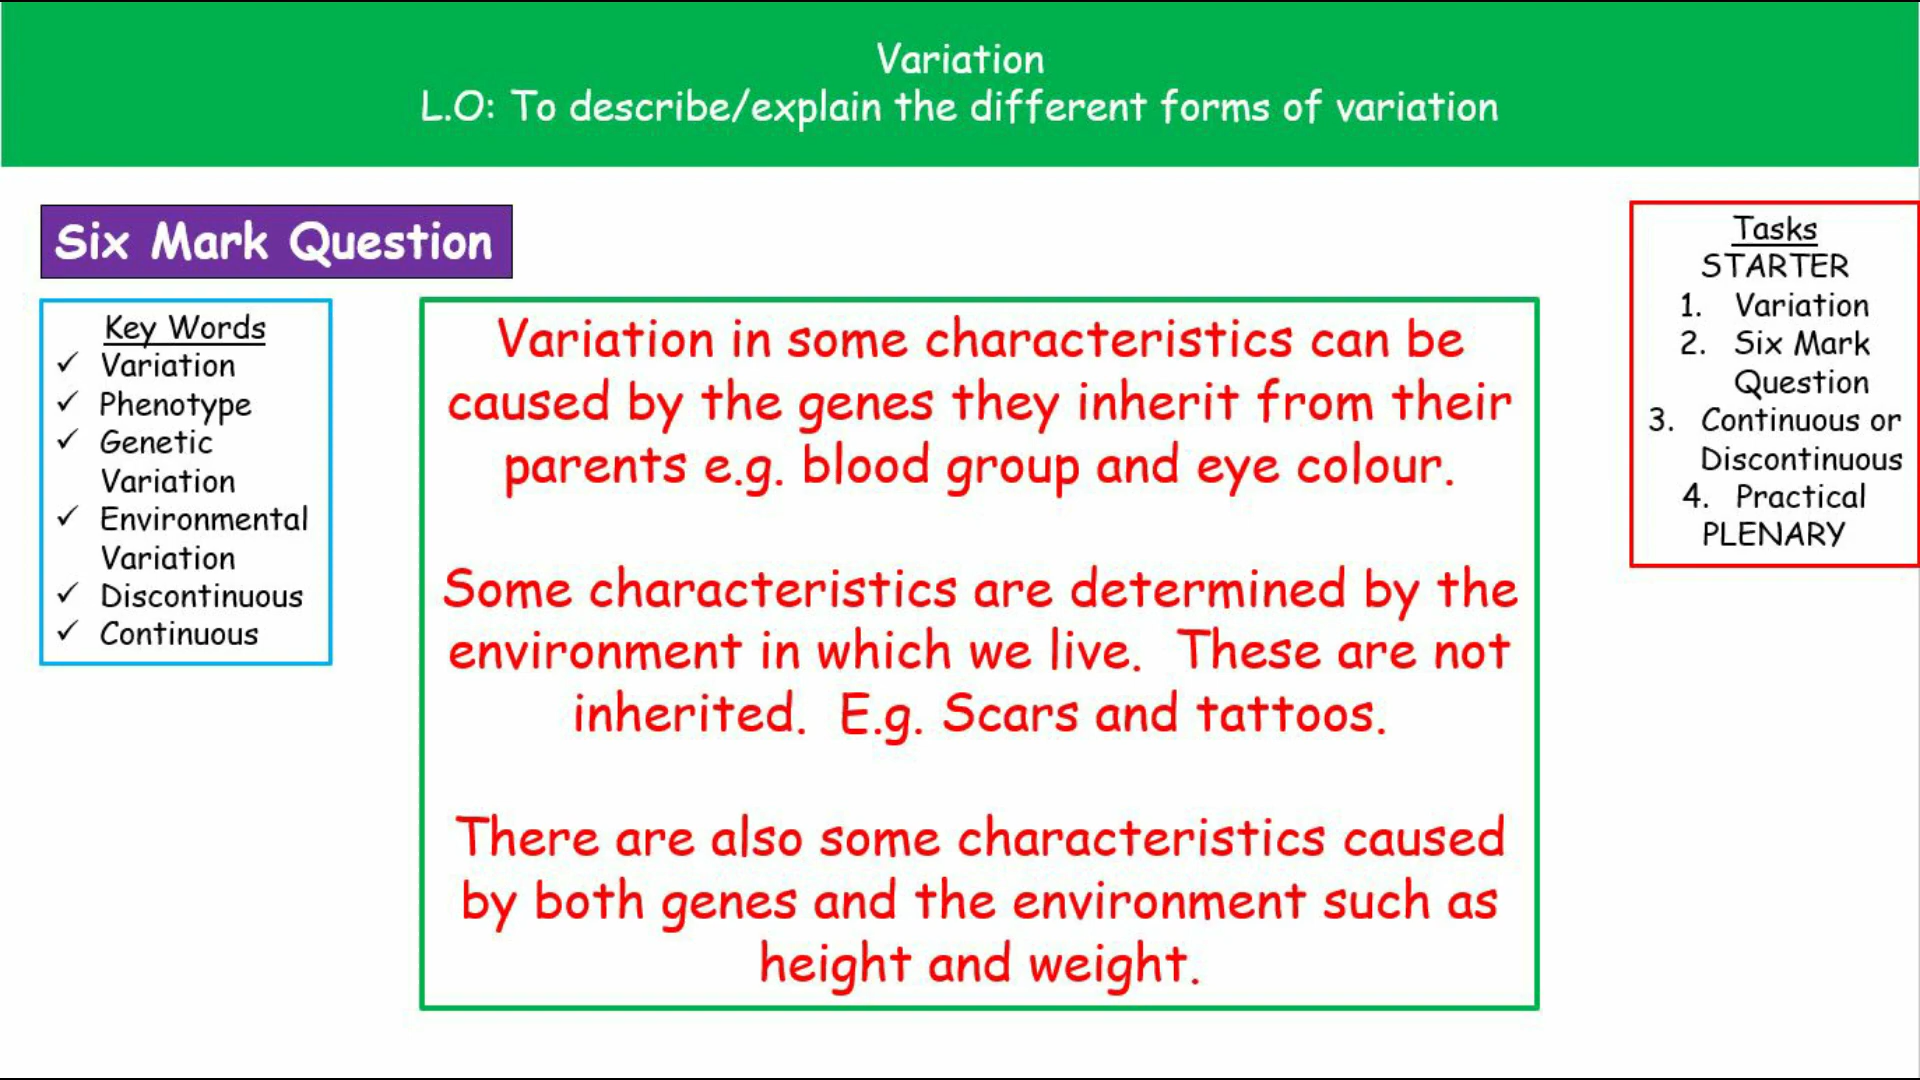 Variation
L.O: To describe/explain the different forms of variation
Six Mark Question
Key Words
✓ Variation
✓ Phenotype
✓ Genetic
Variation
✓ Environmental
Variation
✓ Discontinuous
✓ Continuous
Variation in some characteristics can be
caused by the genes they inherit from their
parents e.g. blood group and eye colour.
Some characteristics are determined by the
environment in which we live. These are not
inherited. E.g. Scars and tattoos.
There are also some characteristics caused
by both genes and the environment such as
height and weight.
Tasks
STARTER
1. Variation
2. Six Mark
Question
3. Continuous or
Discontinuous
4. Practical
PLENARY